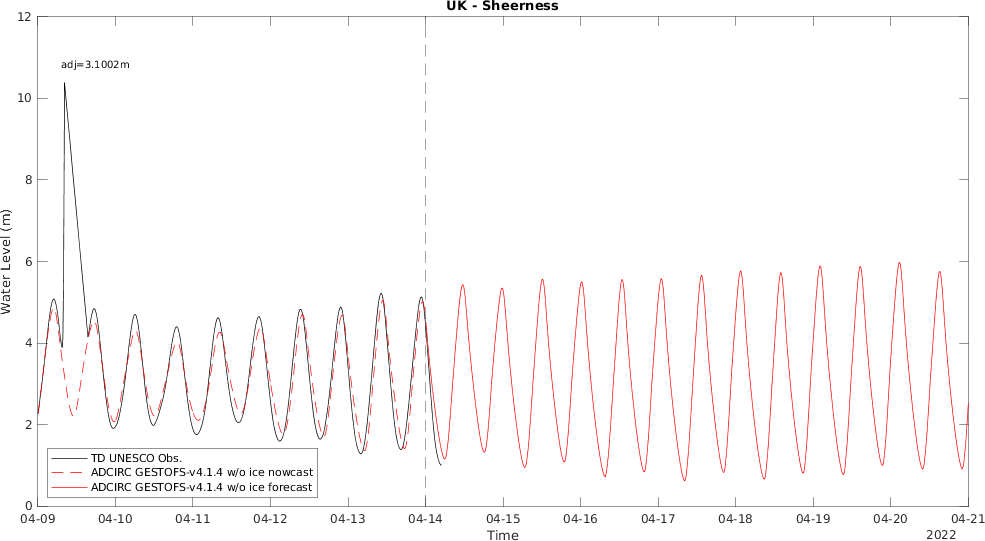 UK - Sheerness
12
10
8
6
4
2
0
Water Level (m)
adj=3.1002m
TD UNESCO Obs.
ADCIRC GESTOFS-v4.1.4 w/o ice nowcast
ADCIRC GESTOFS-v4.1.4 w/o ice forecast
04-09 04-10 04-11 04-12 04-13 04-14 04-15 04-16 04-17 04-18 04-19 04-20 04-21
Time
2022